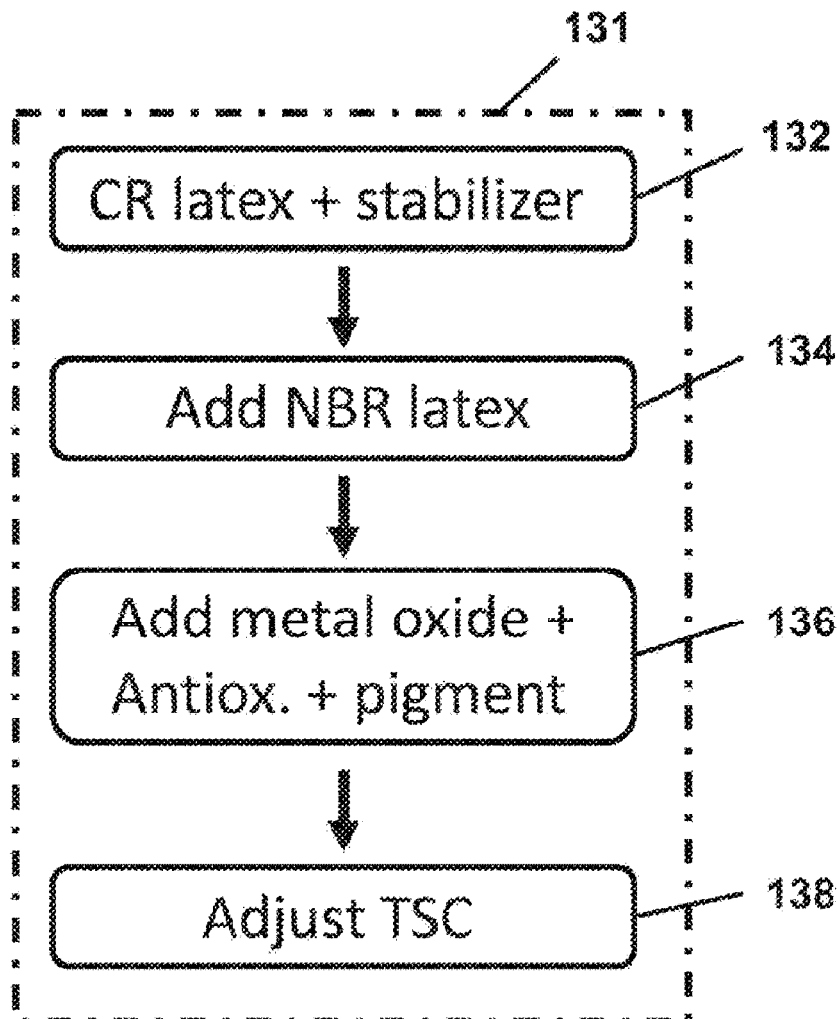 131
CR latex + stabilizer
132
Add NBR latex
134
Add metal oxide +
Antiox. + pigment
136
Adjust TSC
138